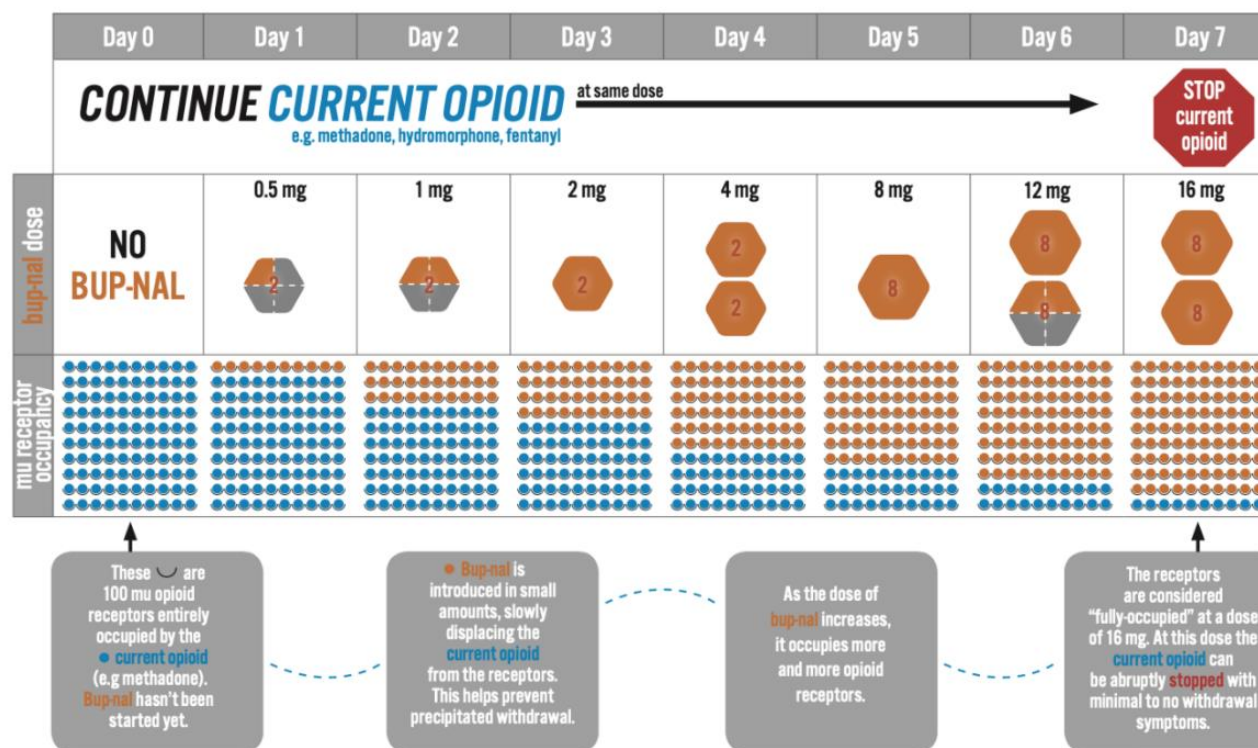 Day 0 Day 1 Day 2 Day 3 Day 4 Day 5 Day 6 Day 7
CONTINUE CURRENT OPIOID at same dose
e.g. methadone, hydromorphone, fentanyl
STOP
current
opioid
bup-nal dose
NO
BUP-NAL
0.5 mg 1 mg 2 mg 4 mg 8 mg 12 mg 16 mg
2 2 2 2 8 8 8
2 8 8
mu receptor
occupancy
These are
100 mu opioid
receptors entirely
occupied by the
current opioid
(e.g methadone).
Bup-nal hasn't been
started yet.
Bup-nal is
introduced in small
amounts, slowly
displacing the
current opioid
from the receptors.
This helps prevent
precipitated withdrawal.
As the dose of
bup-nal increases,
it occupies more
and more opioid
receptors.
The receptors
are considered
"fully-occupied" at a dose
of 16 mg. At this dose the
current opioid can
be abruptly stopped with
minimal to no withdrawal
symptoms.